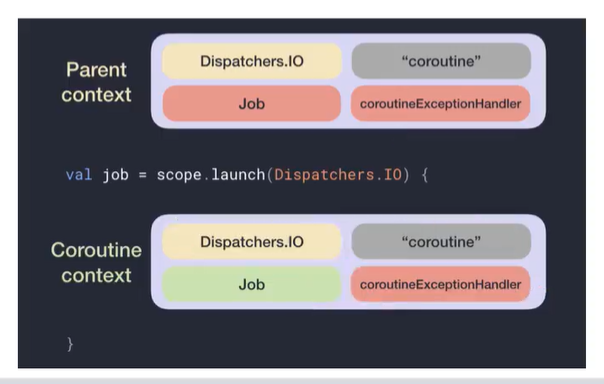 Parent
context
Dispatchers.IO
“coroutine”
Job
coroutineExceptionHandler
val job = scope.launch(Dispatchers.IO) {
Coroutine
context
Dispatchers.IO
“coroutine”
Job
coroutineExceptionHandler
}